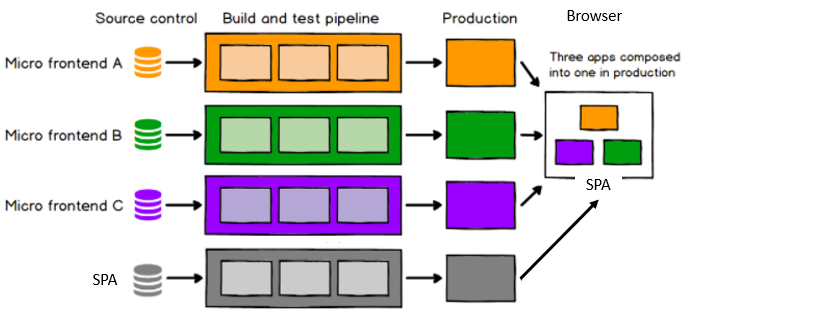 Source control
Build and test pipeline
Production
Browser
Micro frontend A
Three apps composed
into one in production
Micro frontend B
Micro frontend C
SPA
SPA